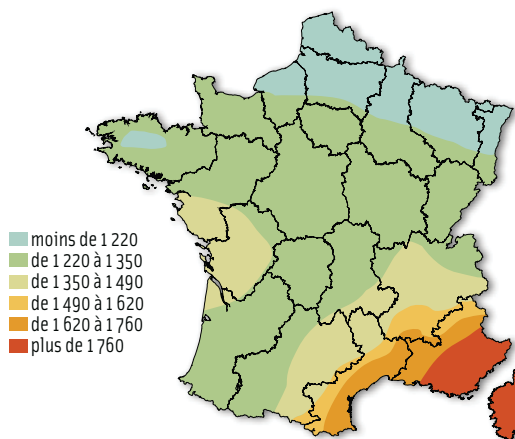 moins de 1 220
de 1 220 à 1 350
de 1 350 à 1 490
de 1 490 à 1 620
de 1 620 à 1 760
plus de 1 760